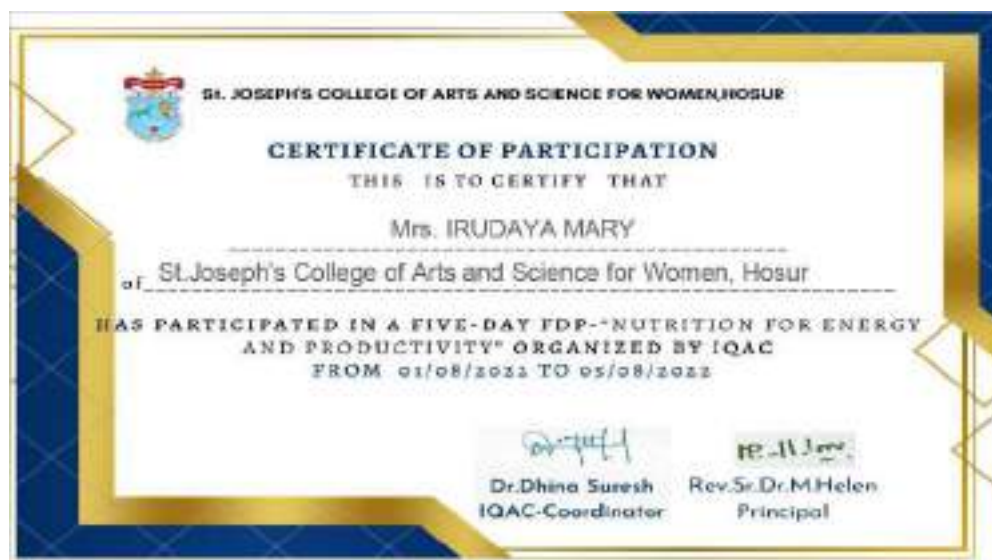 St. JOSEPH'S COLLEGE OF ARTS AND SCIENCE FOR WOMEN,HOSUR
CERTIFICATE OF PARTICIPATION
THIS IS TO CERTIFY THAT
Mrs. IRUDAYA MARY
of St.Joseph's College of Arts and Science for Women, Hosur
HAS PARTICIPATED IN A FIVE-DAY FDP-"NUTRITION FOR ENERGY
AND PRODUCTIVITY" ORGANIZED BY IQAC
FROM 01/08/2022 TO 05/08/2022
Dr.Dhina Suresh Rev.Sr.Dr.M.Helen
IQAC-Coordinator Principal